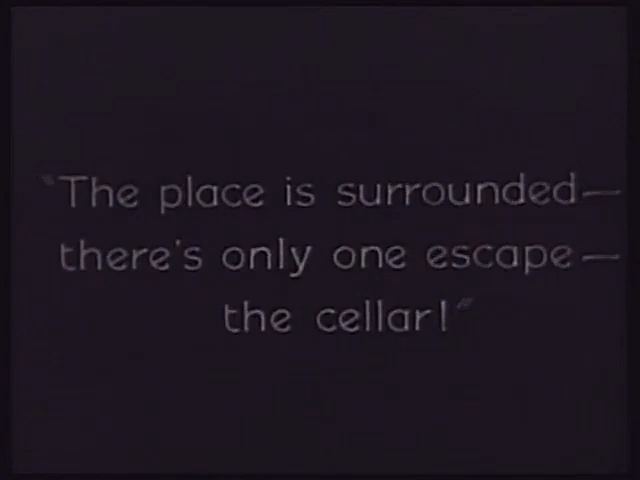 "The place is surrounded—
there's only one escape—
the cellar!"